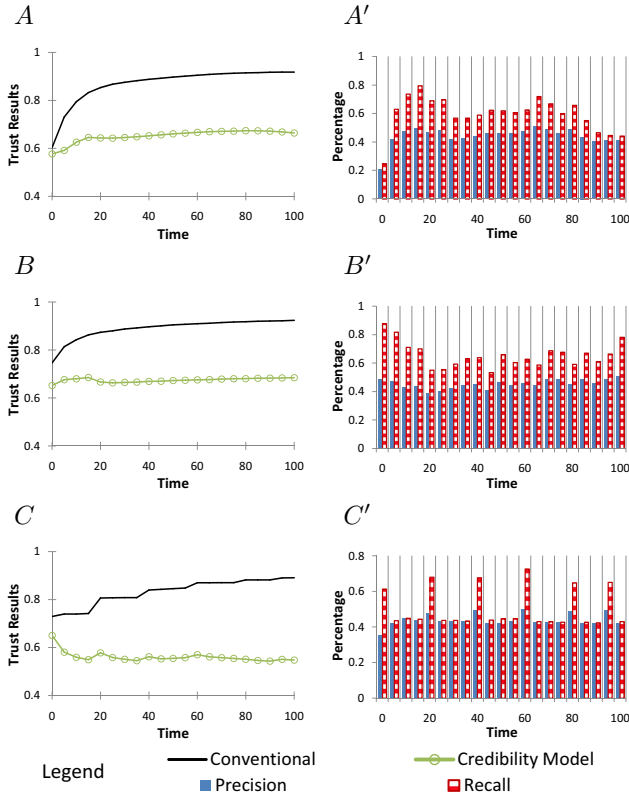 A
Trust Results
1
0.8
0.6
0.4
0 20 40 60 80 100
Time
A′
Percentage
1
0.8
0.6
0.4
0.2
0
0 20 40 60 80 100
Time
B
Trust Results
1
0.8
0.6
0.4
0 20 40 60 80 100
Time
B′
Percentage
1
0.8
0.6
0.4
0.2
0
0 20 40 60 80 100
Time
C
Trust Results
1
0.8
0.6
0.4
0 20 40 60 80 100
Time
C′
Percentage
0.8
0.6
0.4
0.2
0
0 20 40 60 80 100
Time
Legend
Conventional
Credibility Model
Precision
Recall